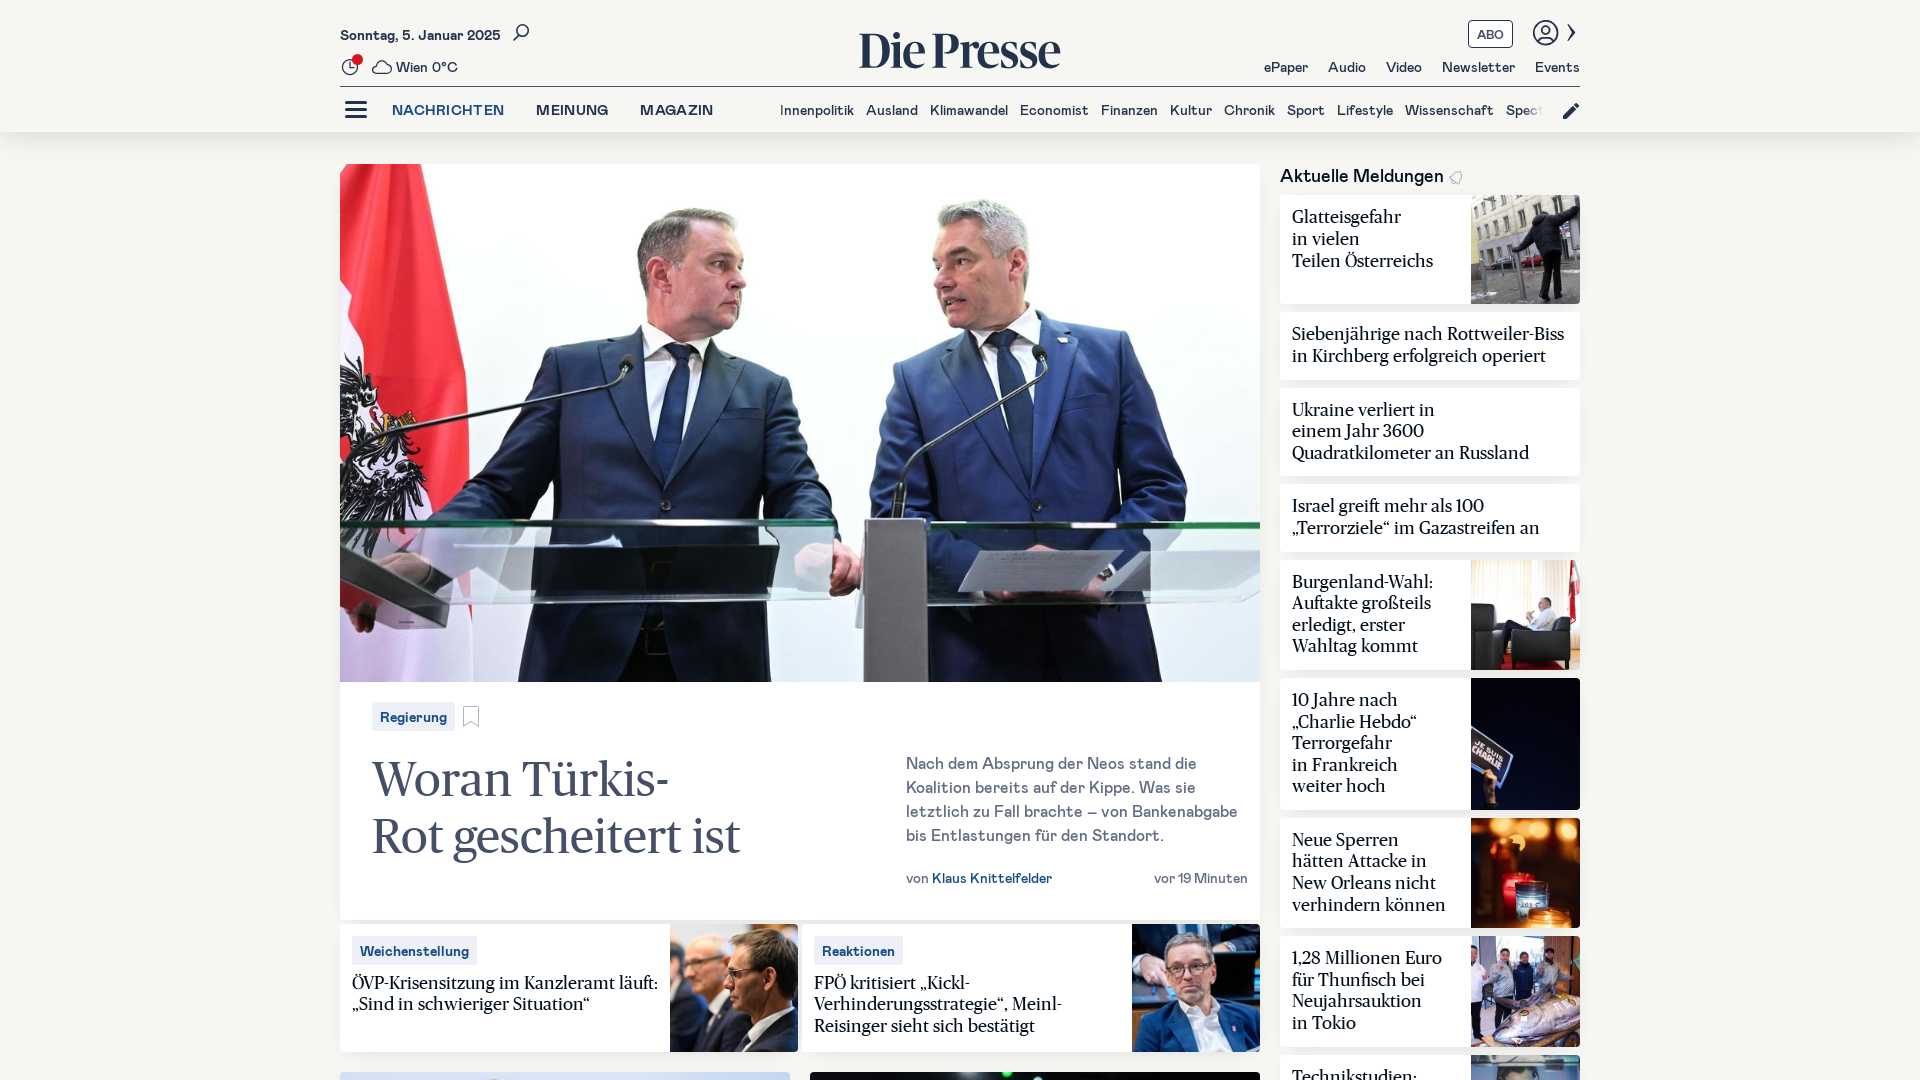 Sonntag, 5. Januar 2025
Wien 0°C
Die Presse
ABO
ePaper Audio Video Newsletter Events
NACHRICHTEN MEINUNG MAGAZIN
Innenpolitik Ausland Klimawandel Economist Finanzen Kultur Chronik Sport Lifestyle Wissenschaft Spect
Regierung
Woran Türkis-
Rot gescheitert ist
Nach dem Absprung der Neos stand die
Koalition bereits auf der Kippe. Was sie
letztlich zu Fall brachte – von Bankenabgabe
bis Entlastungen für den Standort.
von Klaus Knittelfelder
vor 19 Minuten
Weichenstellung
ÖVP-Krisensitzung im Kanzleramt läuft:
„Sind in schwieriger Situation“
Reaktionen
FPÖ kritisiert „Kickl-
Verhinderungsstrategie“, Meinl-
Reisinger sieht sich bestätigt
Aktuelle Meldungen
Glatteisgefahr
in vielen
Teilen Österreichs
Siebenjährige nach Rottweiler-Biss
in Kirchberg erfolgreich operiert
Ukraine verliert in
einem Jahr 3600
Quadratkilometer an Russland
Israel greift mehr als 100
„Terrorziele“ im Gazastreifen an
Burgenland-Wahl:
Auftakte großteils
erledigt, erster
Wahltag kommt
10 Jahre nach
„Charlie Hebdo“
Terrorgefahr
in Frankreich
weiter hoch
JE SUIS
CHARLIE
Neue Sperren
hätten Attacke in
New Orleans nicht
verhindern können
1,28 Millionen Euro
für Thunfisch bei
Neujahrsauktion
in Tokio
Technikstudien: